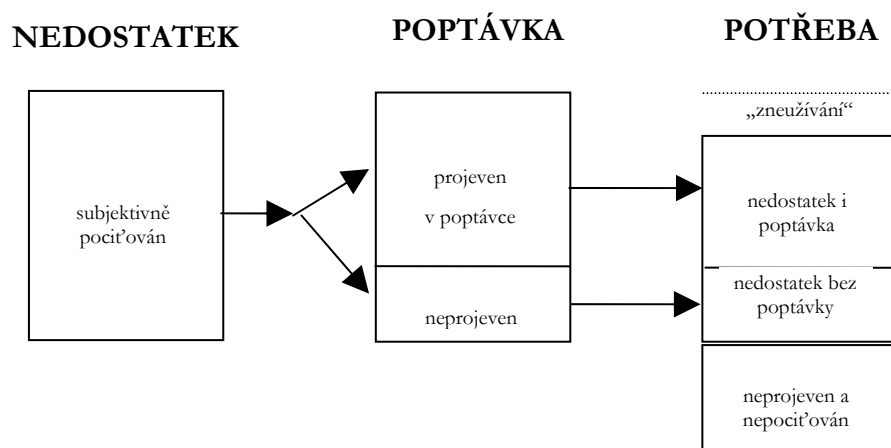 NEDOSTATEK
POPTÁVKA
POTŘEBA
subjektivně
pociťován
projeven
v poptávce
neprojeven
„zneužívání“
nedostatek i
poptávka
nedostatek bez
poptávky
neprojeven a
nepociťován